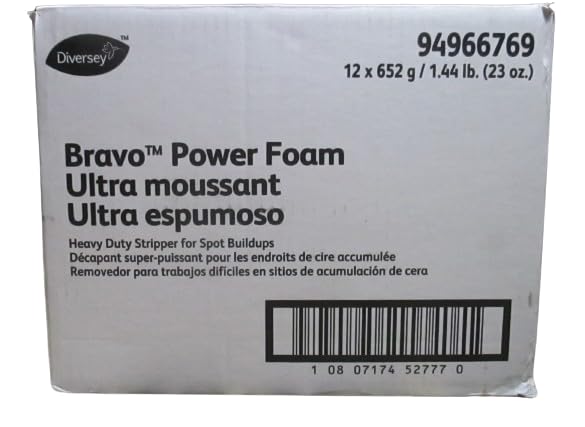 Diversey™
94966769
12 x 652 g / 1.44 lb. (23 oz.)
Bravo™ Power Foam
Ultra moussant
Ultra espumoso
Heavy Duty Stripper for Spot Buildups
Décapant super-puissant pour les endroits de cire accumulée
Removedor para trabajos difíciles en sitios de acumulación de cera
1 08 07174 52777 0